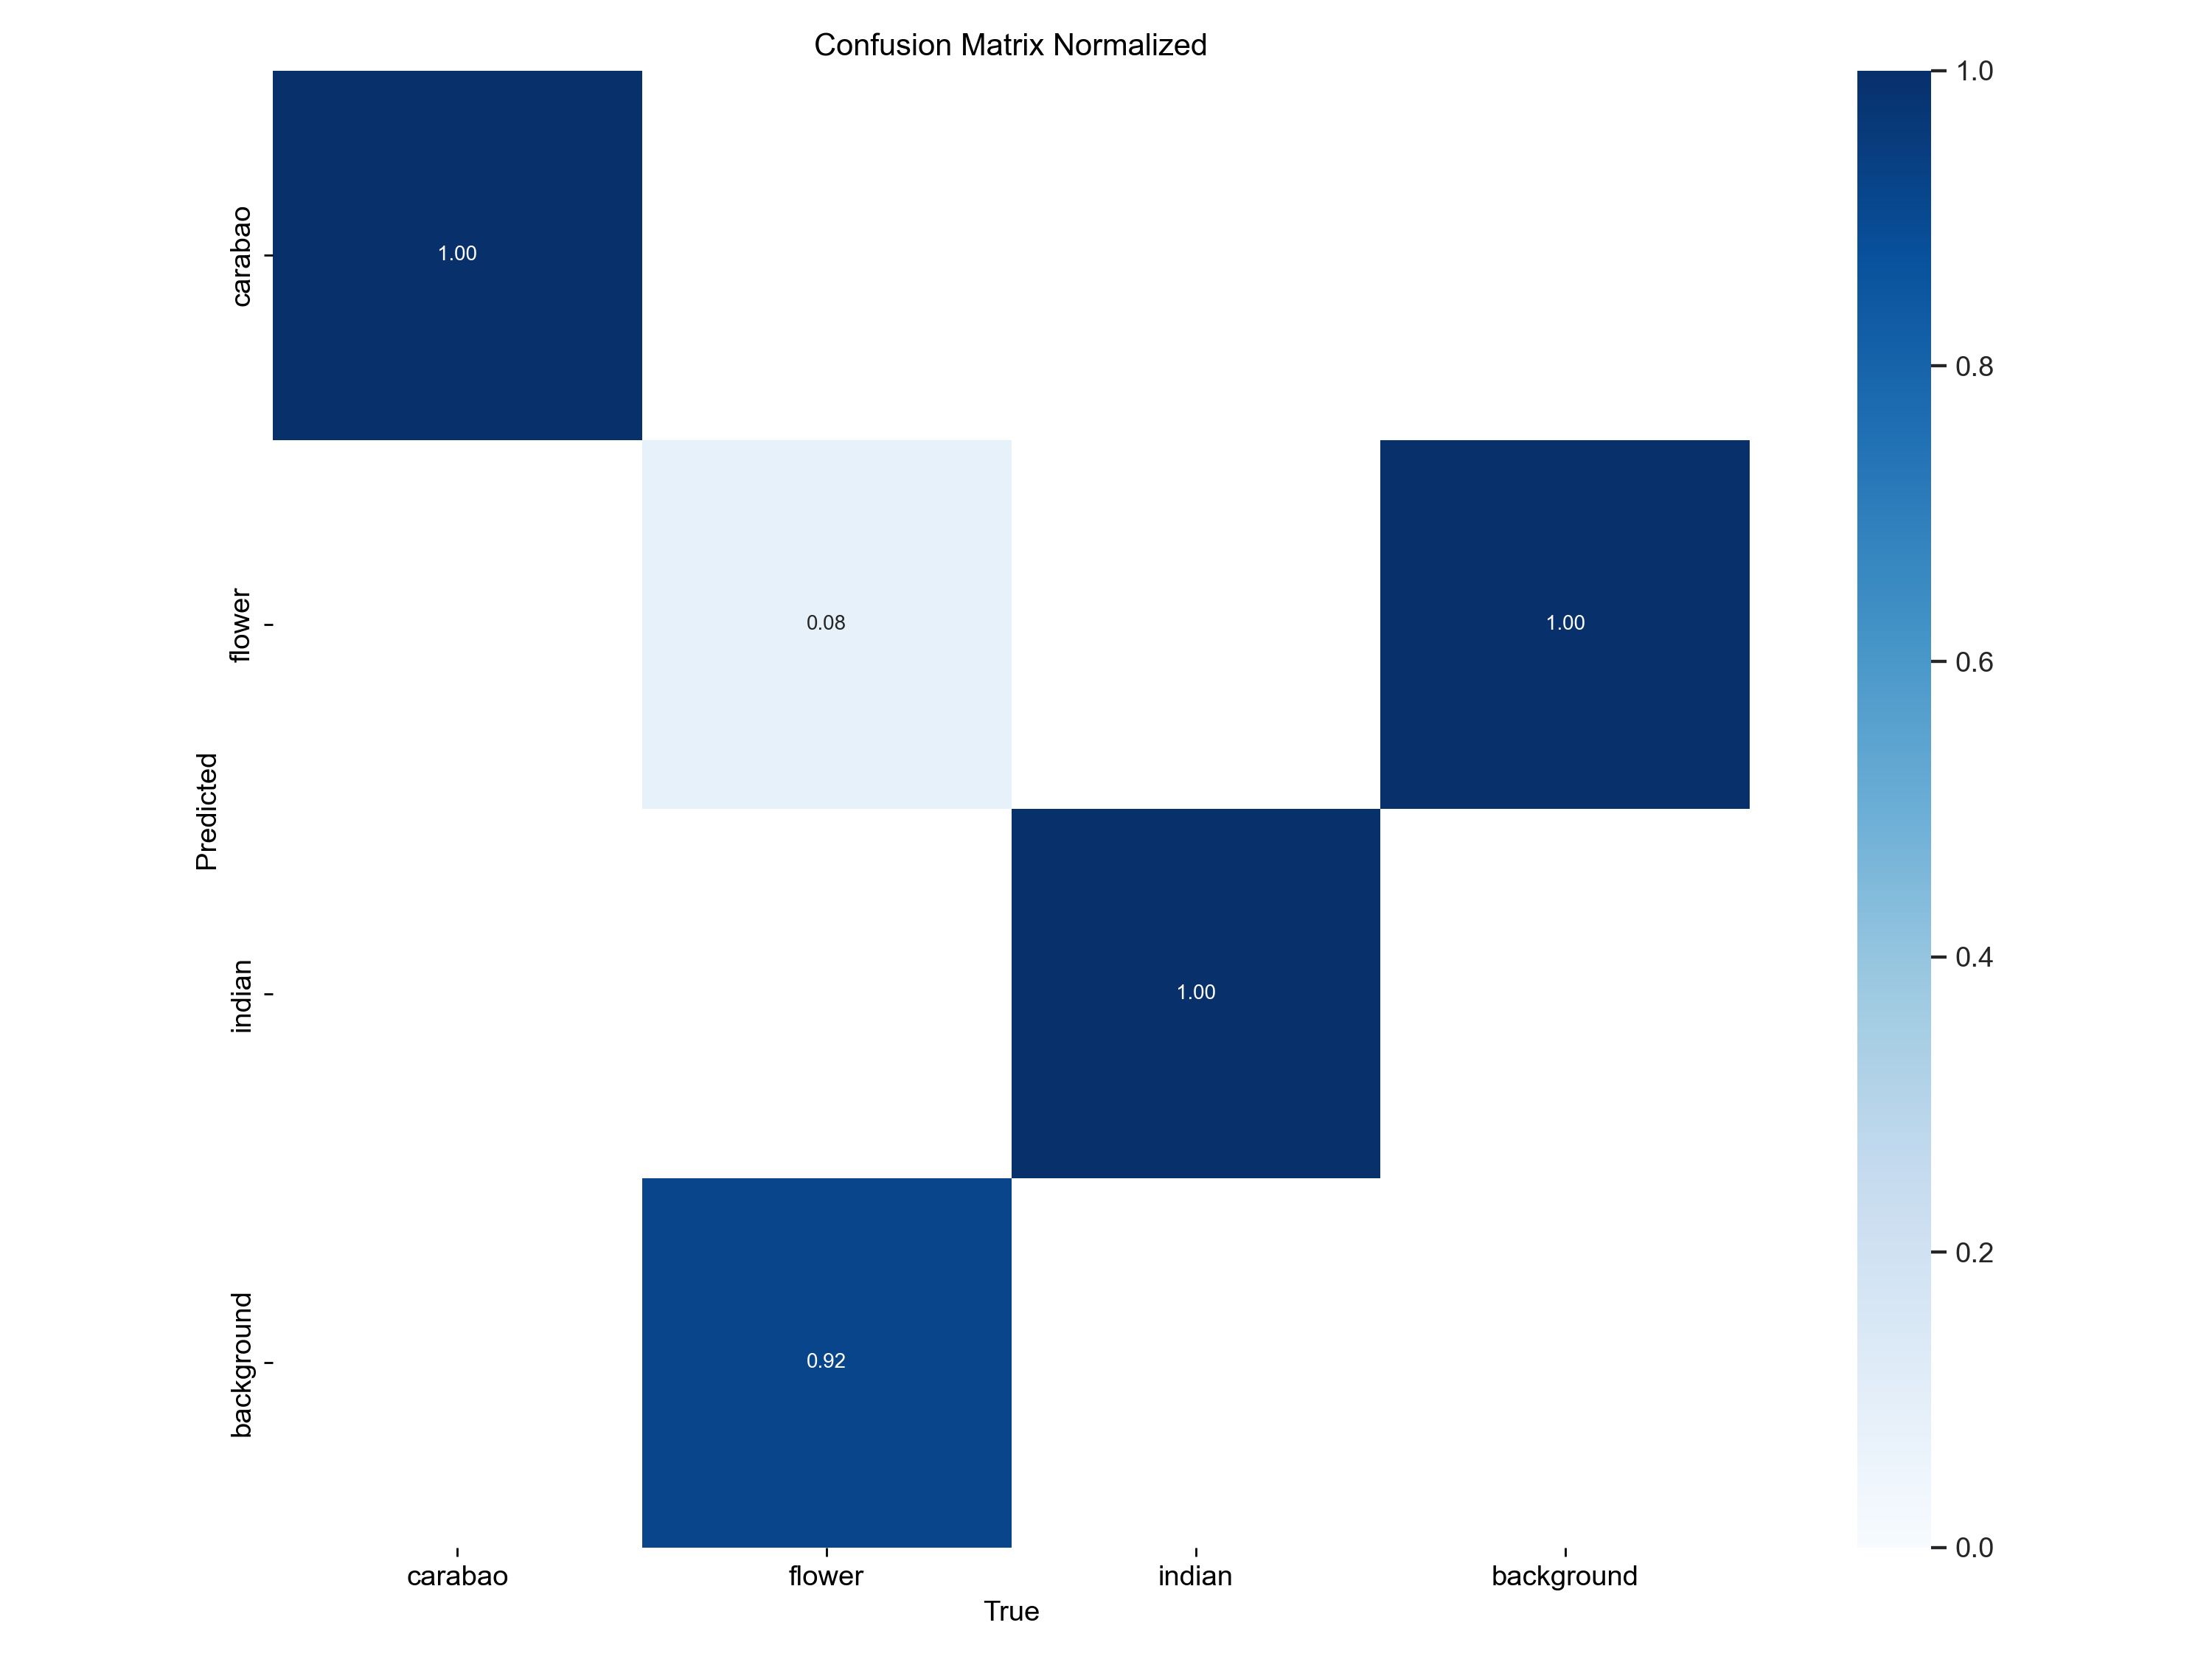 Confusion Matrix Normalized
1.0
carabao
1.00
0.8
flower
0.08
1.00
0.6
Predicted
indian
1.00
0.4
0.2
background
0.92
0.0
carabao flower indian background
True